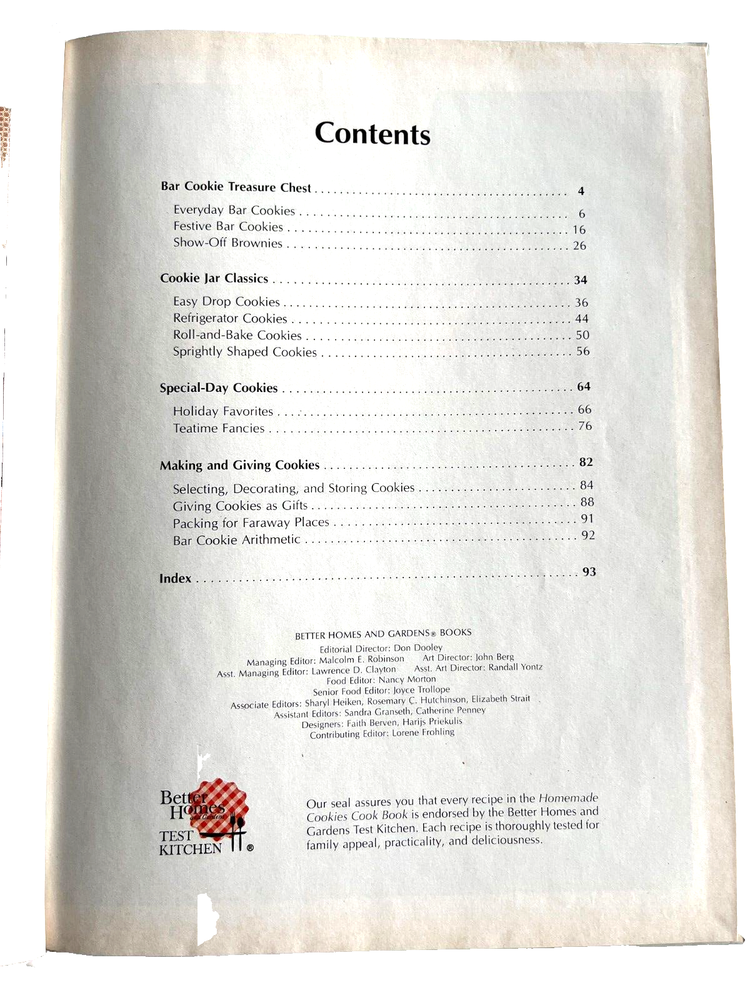 Contents
Bar Cookie Treasure Chest 4
Everyday Bar Cookies 6
Festive Bar Cookies 16
Show-Off Brownies 26
Cookie Jar Classics 34
Easy Drop Cookies 36
Refrigerator Cookies 44
Roll-and-Bake Cookies 50
Sprightly Shaped Cookies 56
Special-Day Cookies 64
Holiday Favorites 66
Teatime Fancies 76
Making and Giving Cookies 82
Selecting, Decorating, and Storing Cookies 84
Giving Cookies as Gifts 88
Packing for Faraway Places 91
Bar Cookie Arithmetic 92
Index 93
BETTER HOMES AND GARDENS® BOOKS
Editorial Director: Don Dooley
Managing Editor: Malcolm E. Robinson Art Director: John Berg
Asst. Managing Editor: Lawrence D. Clayton Asst. Art Director: Randall Yontz
Food Editor: Nancy Morton
Senior Food Editor: Joyce Trollope
Associate Editors: Sharyl Heiken, Rosemary C. Hutchinson, Elizabeth Strait
Assistant Editors: Sandra Granseth, Catherine Penney
Designers: Faith Berven, Harijs Priekulis
Contributing Editor: Lorene Frohling
Better
Homes
and Gardens
TEST
KITCHEN ®
Our seal assures you that every recipe in the Homemade
Cookies Cook Book is endorsed by the Better Homes and
Gardens Test Kitchen. Each recipe is thoroughly tested for
family appeal, practicality, and deliciousness.